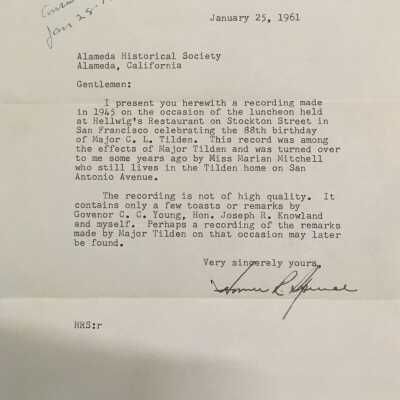 Jan 25.
January 25, 1961
Alameda Historical Society
Alameda, California
Gentlemen:
I present you herewith a recording made
in 1945 on the occasion of the luncheon held
at Hellwig's Restaurant on Stockton Street in
San Francisco celebrating the 88th birthday
of Major C. L. Tilden. This record was among
the effects of Major Tilden and was turned over
to me some years ago by Miss Marian Mitchell
who still lives in the Tilden home on San
Antonio Avenue.
The recording is not of high quality. It
contains only a few toasts or remarks by
Govenor C. C. Young, Hon. Joseph R. Knowland
and myself. Perhaps a recording of the remarks
made by Major Tilden on that occasion may later
be found.
Very sincerely yours,
R.
HRS:r